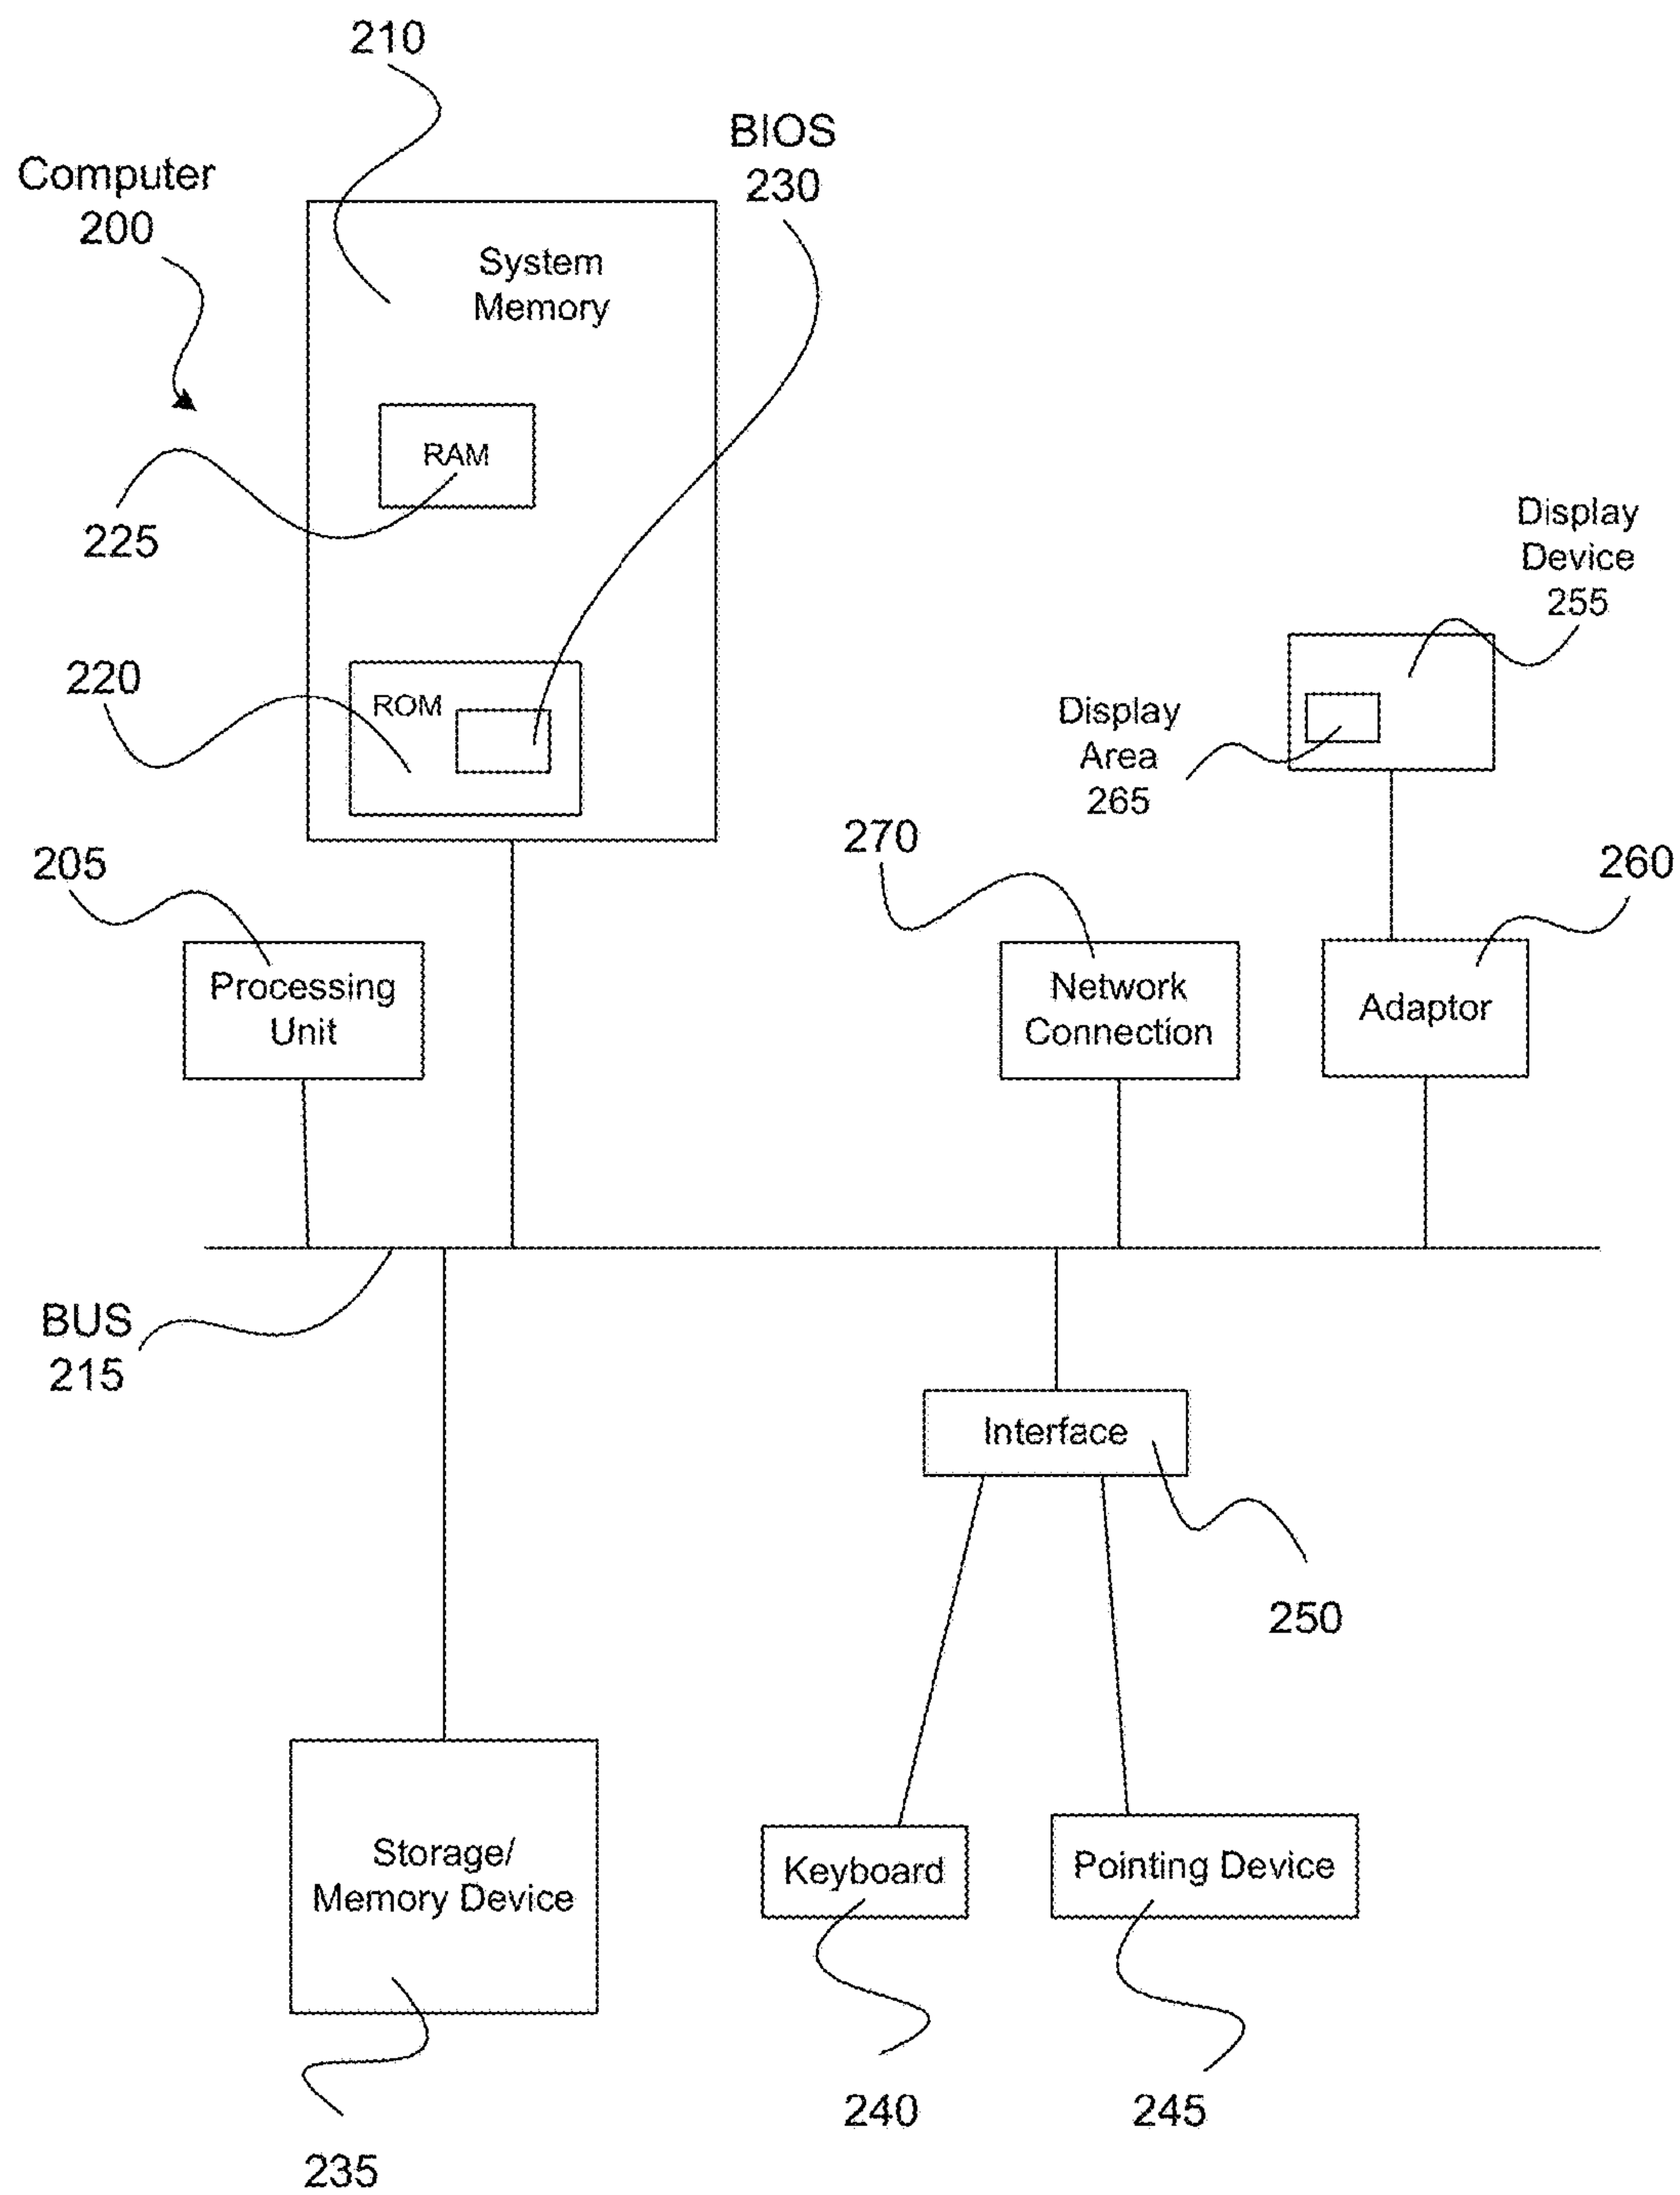 210
BIOS
230
Computer
200
System
Memory
RAM
225
Display
Device
255
220
ROM
Display
Area
265
270
205
260
Processing
Unit
Network
Connection
Adaptor
BUS
215
Interface
250
Storage/
Memory Device
Keyboard
Pointing Device
240
245
235